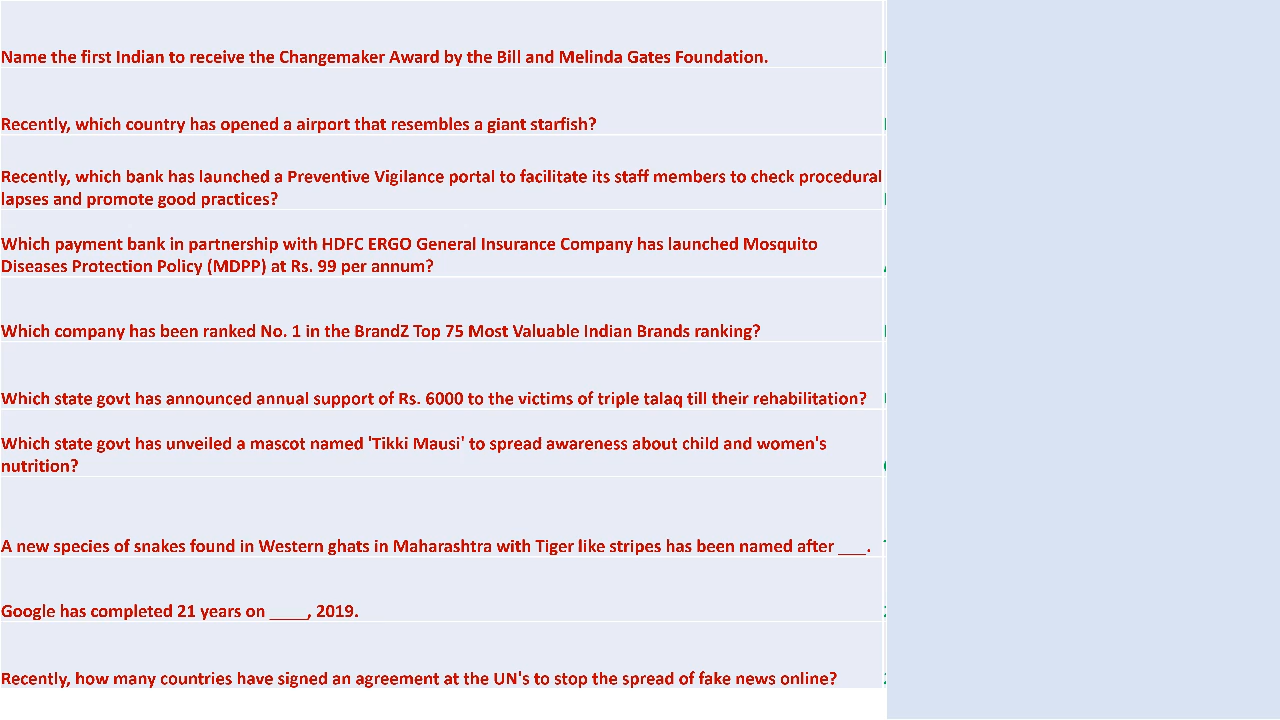 Name the first Indian to receive the Changemaker Award by the Bill and Melinda Gates Foundation.
Recently, which country has opened a airport that resembles a giant starfish?
Recently, which bank has launched a Preventive Vigilance portal to facilitate its staff members to check procedural
lapses and promote good practices?
Which payment bank in partnership with HDFC ERGO General Insurance Company has launched Mosquito
Diseases Protection Policy (MDPP) at Rs. 99 per annum?
Which company has been ranked No. 1 in the BrandZ Top 75 Most Valuable Indian Brands ranking?
Which state govt has announced annual support of Rs. 6000 to the victims of triple talaq till their rehabilitation?
Which state govt has unveiled a mascot named 'Tikki Mausi' to spread awareness about child and women's
nutrition?
A new species of snakes found in Western ghats in Maharashtra with Tiger like stripes has been named after ___.
Google has completed 21 years on ____, 2019.
Recently, how many countries have signed an agreement at the UN's to stop the spread of fake news online?